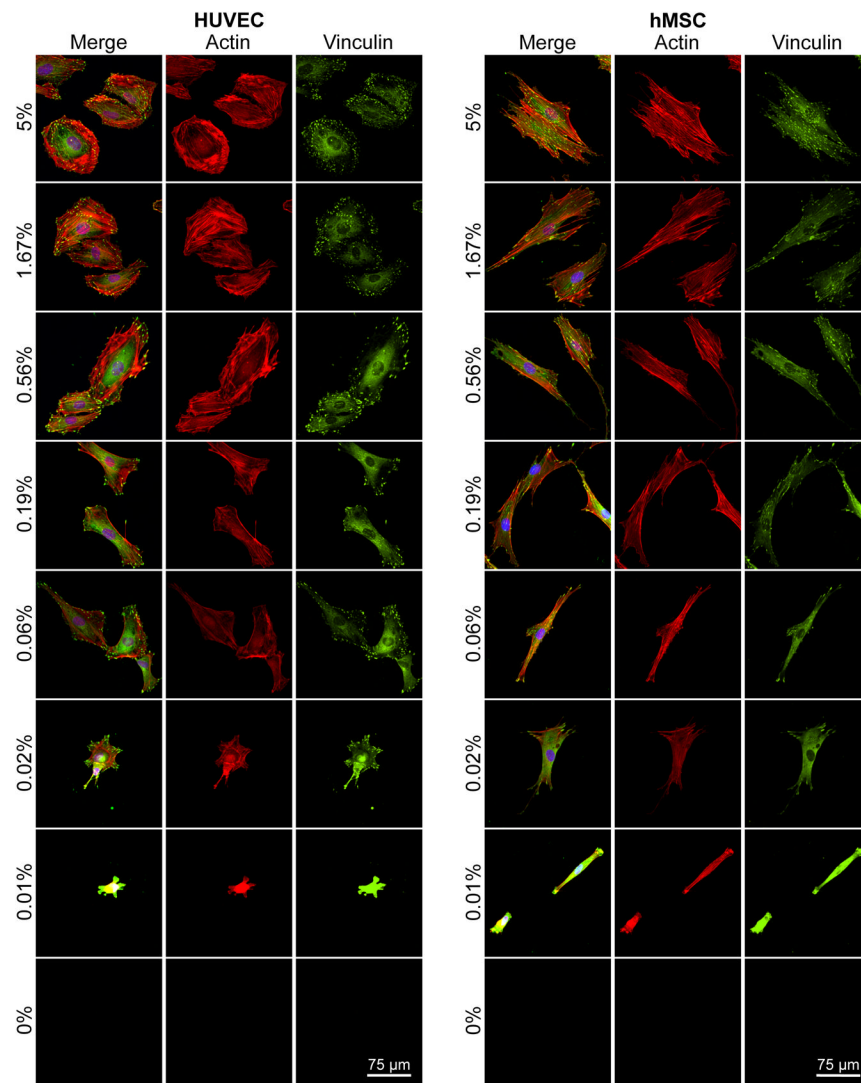 HUVEC
Merge Actin Vinculin
5%
1.67%
0.56%
0.19%
0.06%
0.02%
0.01%
0%
75 µm
hMSC
Merge Actin Vinculin
5%
1.67%
0.56%
0.19%
0.06%
0.02%
0.01%
0%
75 µm